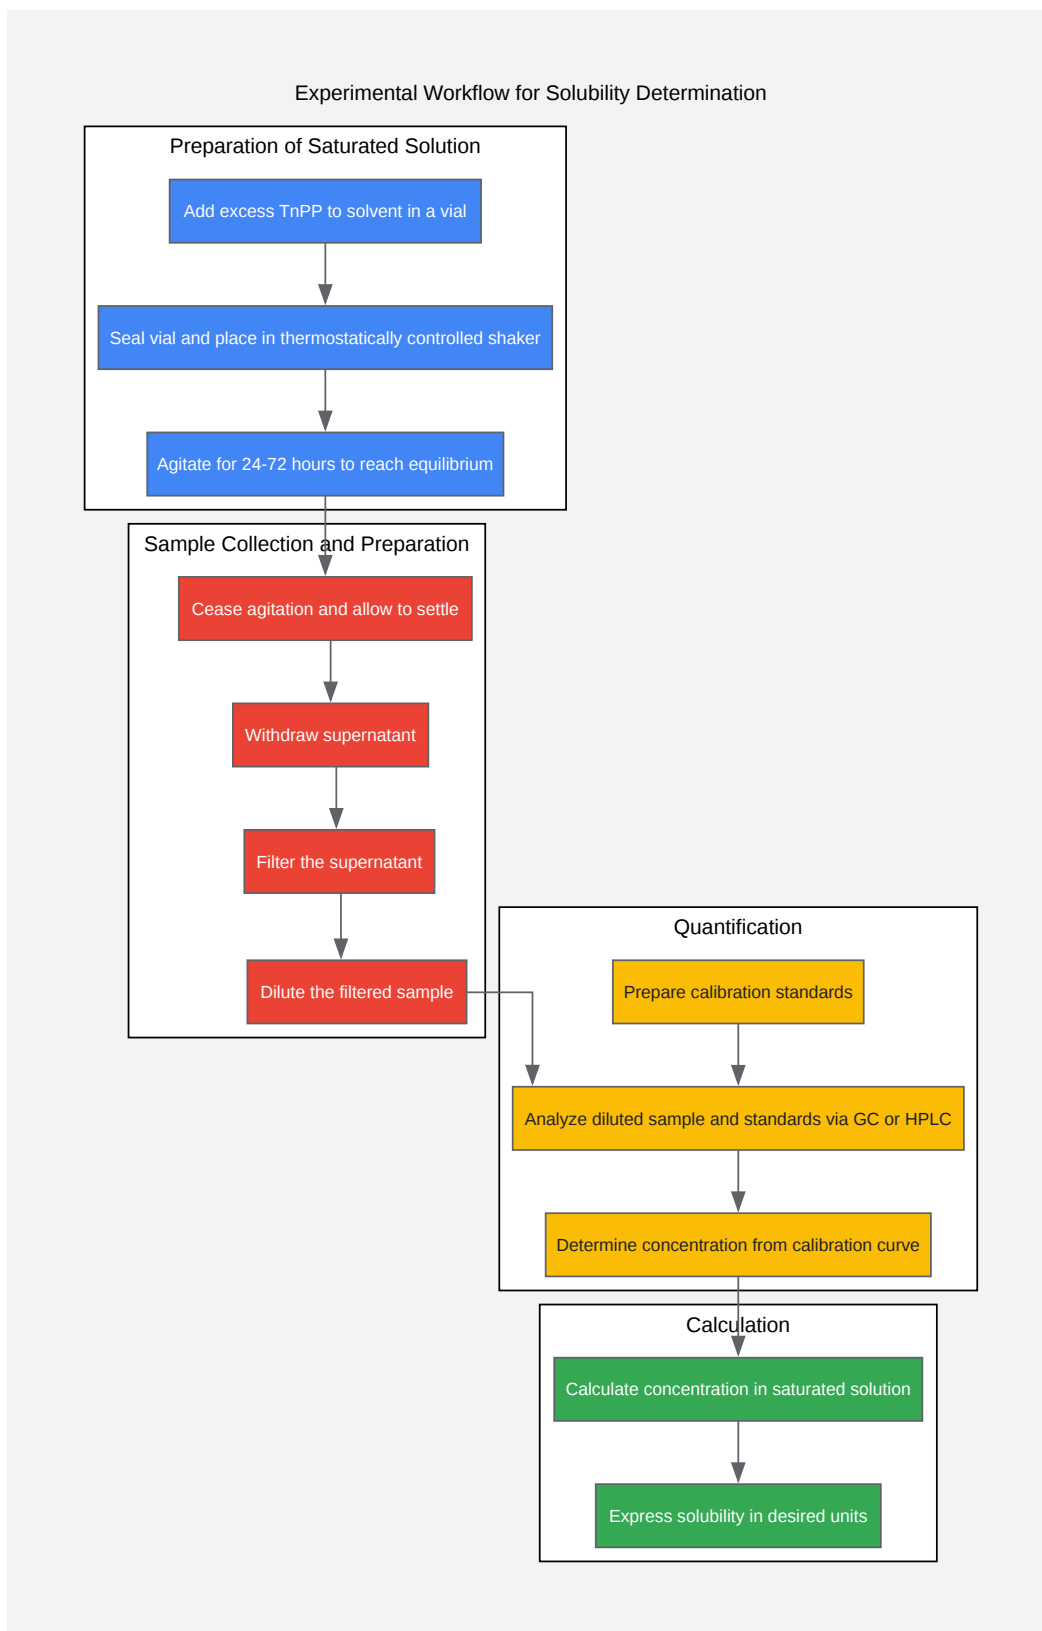 Experimental Workflow for Solubility Determination
Preparation of Saturated Solution
Add excess TnPP to solvent in a vial
Seal vial and place in thermostatically controlled shaker
Agitate for 24-72 hours to reach equilibrium
Sample Collection and Preparation
Cease agitation and allow to settle
Withdraw supernatant
Filter the supernatant
Dilute the filtered sample
Quantification
Prepare calibration standards
Analyze diluted sample and standards via GC or HPLC
Determine concentration from calibration curve
Calculation
Calculate concentration in saturated solution
Express solubility in desired units